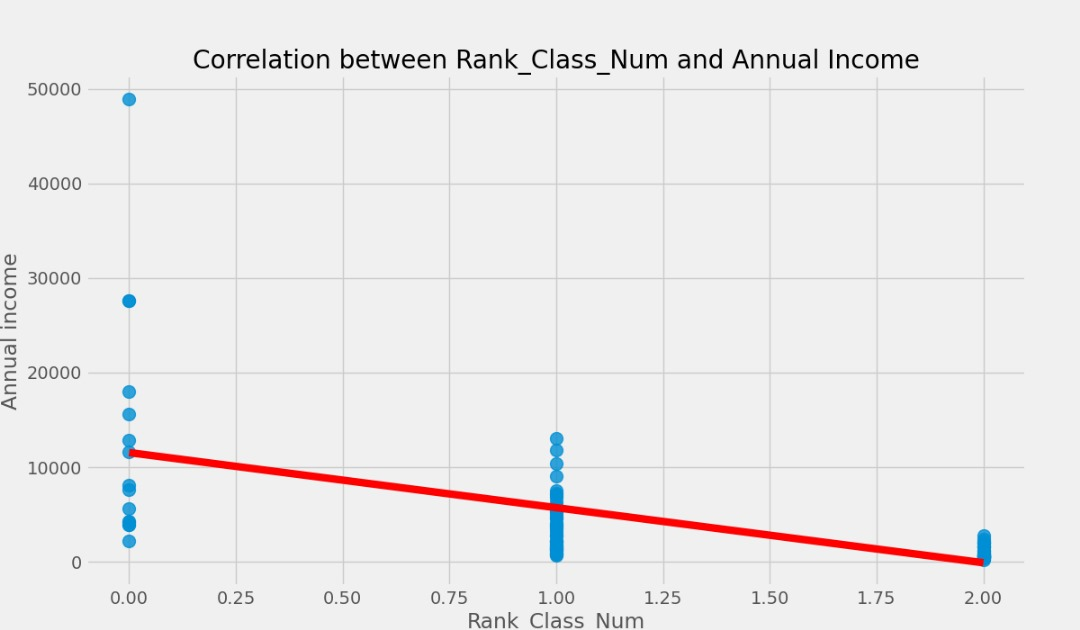 Correlation between Rank_Class_Num and Annual Income
50000
40000
30000
20000
10000
0
Annual income
0.00 0.25 0.50 0.75 1.00 1.25 1.50 1.75 2.00
Rank_Class_Num